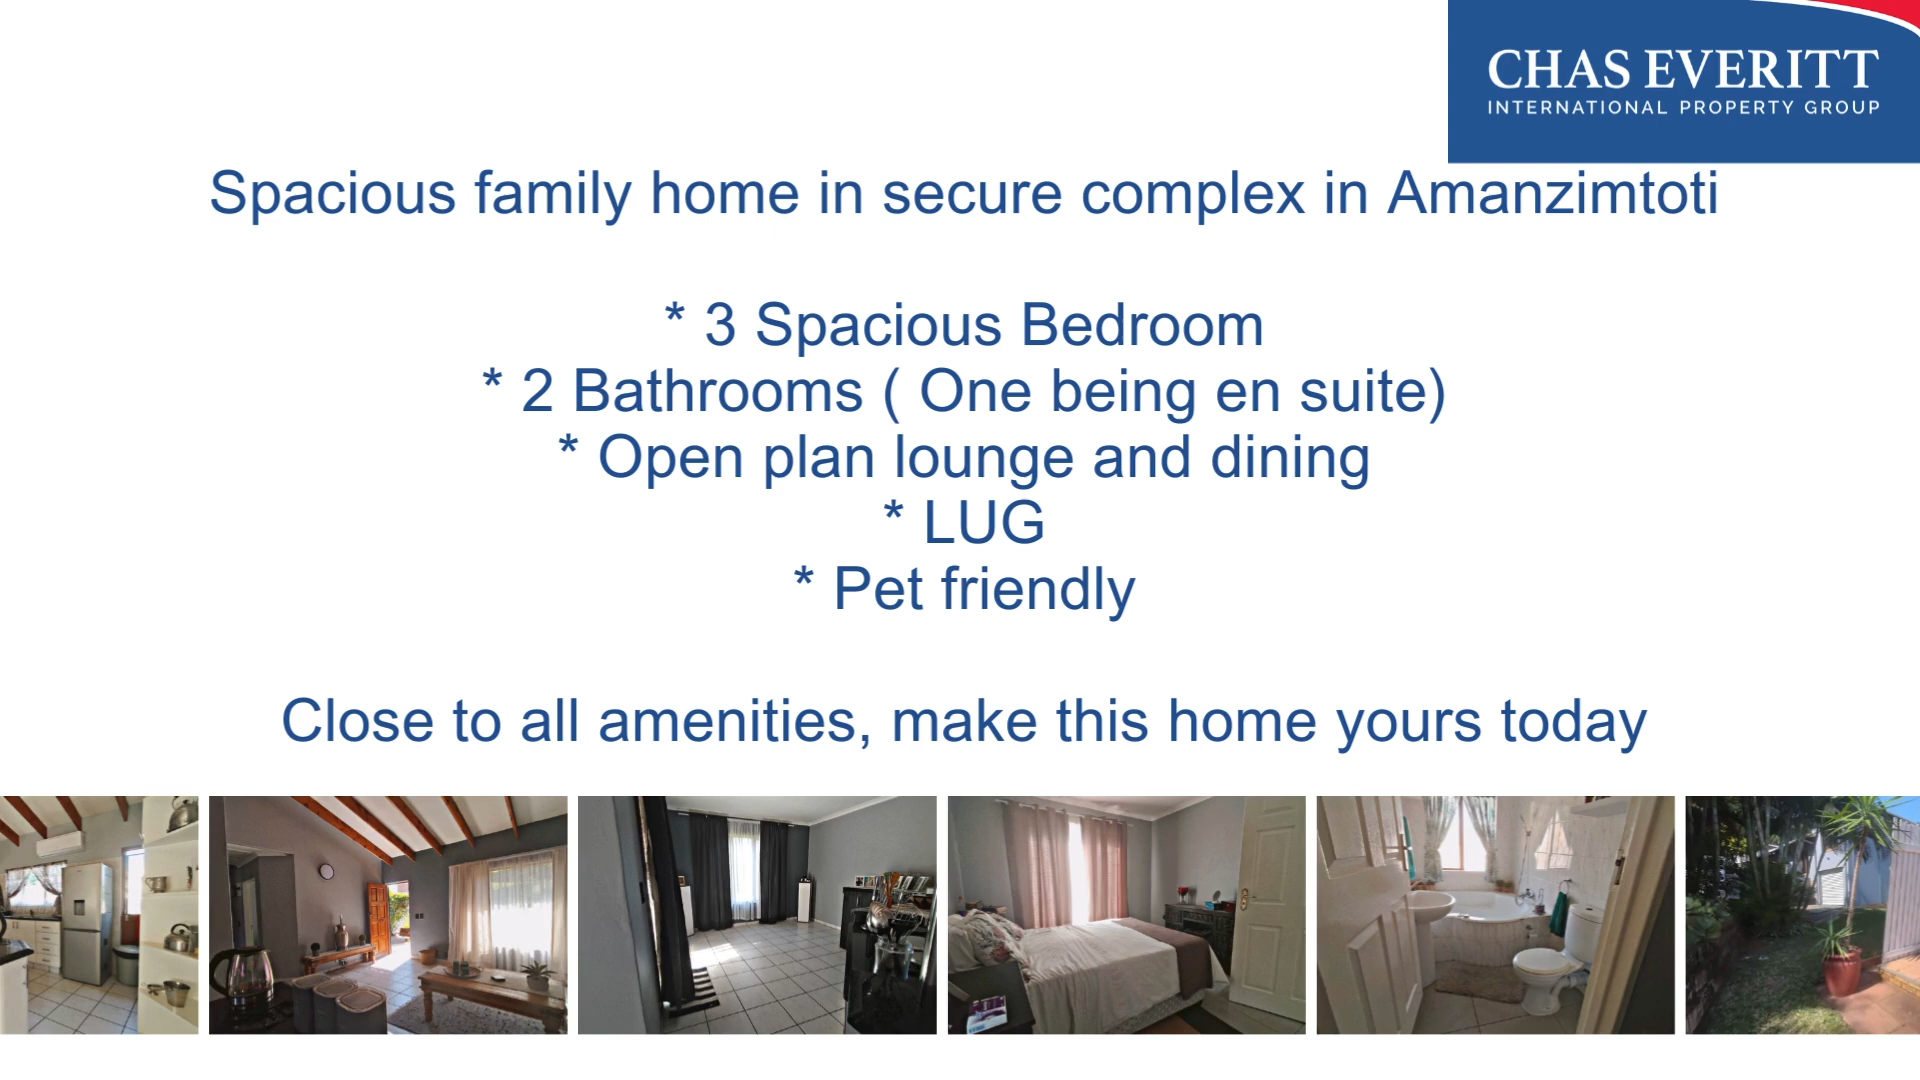 CHAS EVERITT
INTERNATIONAL PROPERTY GROUP
Spacious family home in secure complex in Amanzimtoti
* 3 Spacious Bedroom
* 2 Bathrooms ( One being en suite)
* Open plan lounge and dining
* LUG
* Pet friendly
Close to all amenities, make this home yours today